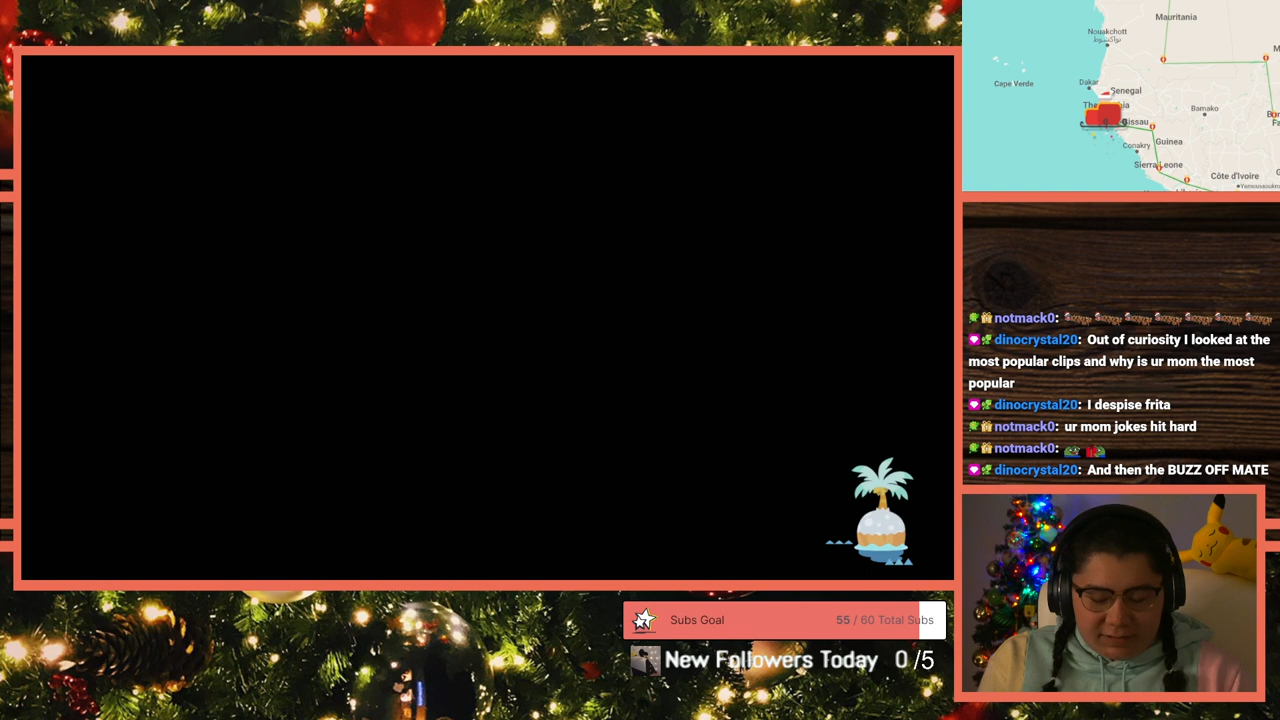 Mauritania
Nouakchott
نواكشوط
Cape Verde
Dakar
Senegal
The
Bissau
Bamako
Guinea
Conakry
Sierra Leone
Côte d'Ivoire
notmack0:
dinocrystal20: Out of curiosity I looked at the
most popular clips and why is ur mom the most
popular
dinocrystal20: I despise frita
notmack0: ur mom jokes hit hard
notmack0:
dinocrystal20: And then the BUZZ OFF MATE
Subs Goal 55 / 60 Total Subs
New Followers Today 0 /5